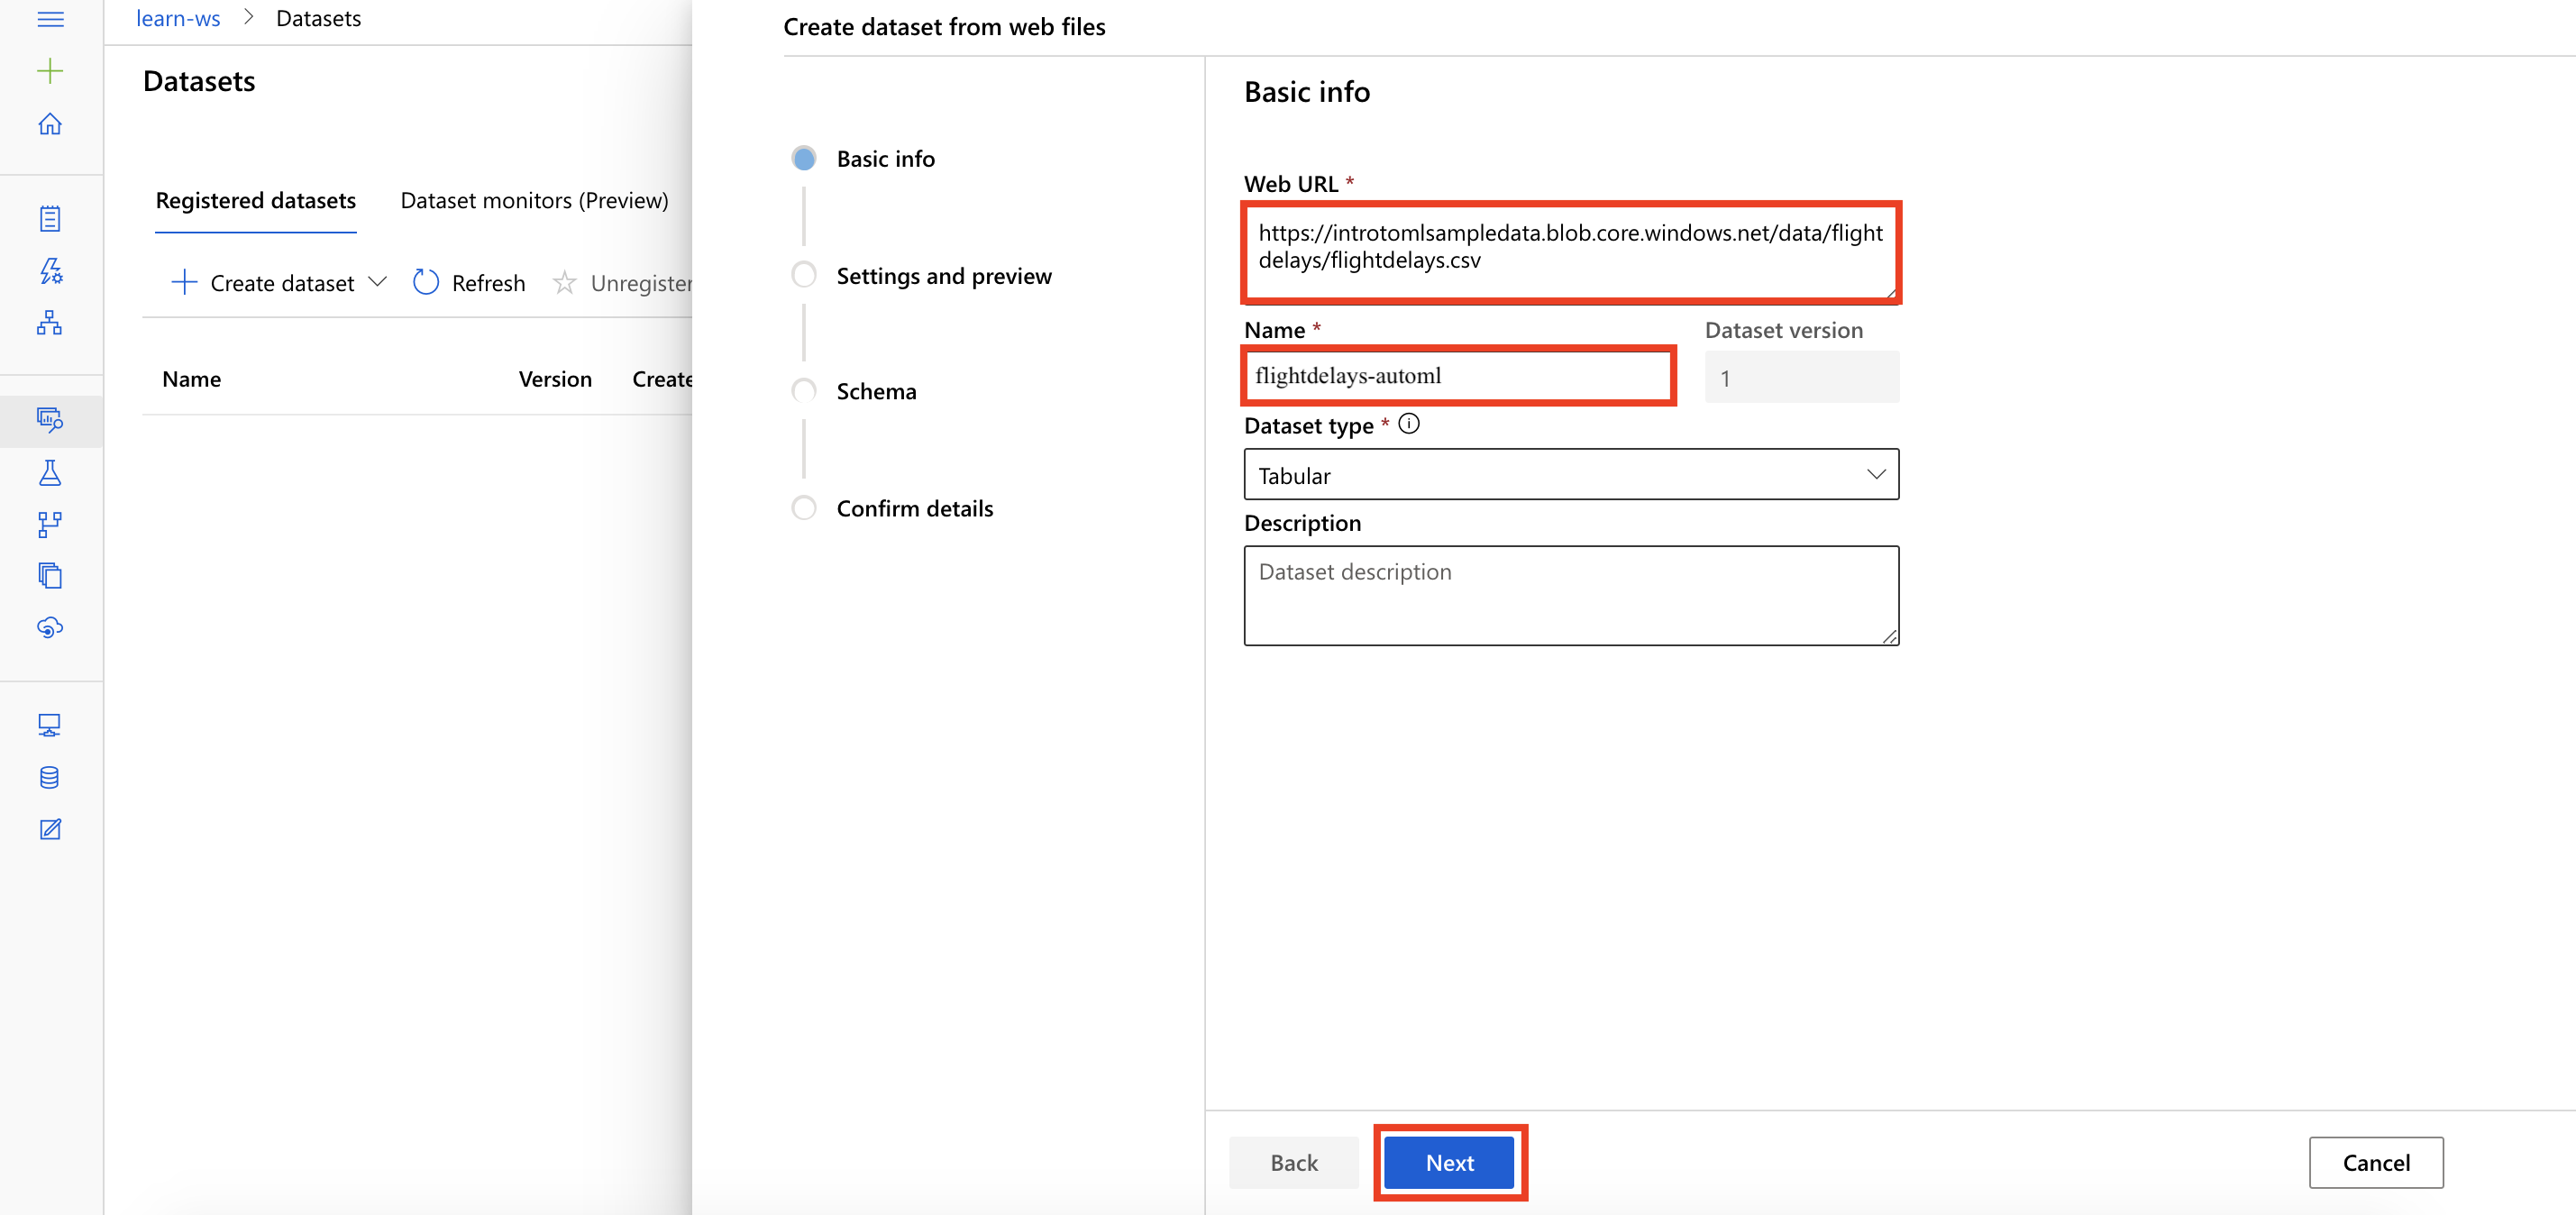 learn-ws > Datasets
Datasets
Registered datasets
Dataset monitors (Preview)
Create dataset
Refresh
Unregister
Name
Version
Create
Create dataset from web files
Basic info
Settings and preview
Schema
Confirm details
Basic info
Web URL *
https://introtomlsampledata.blob.core.windows.net/data/flight
delays/flightdelays.csv
Name *
Dataset version
flightdelays-automl
1
Dataset type *
Tabular
Description
Dataset description
Back
Next
Cancel